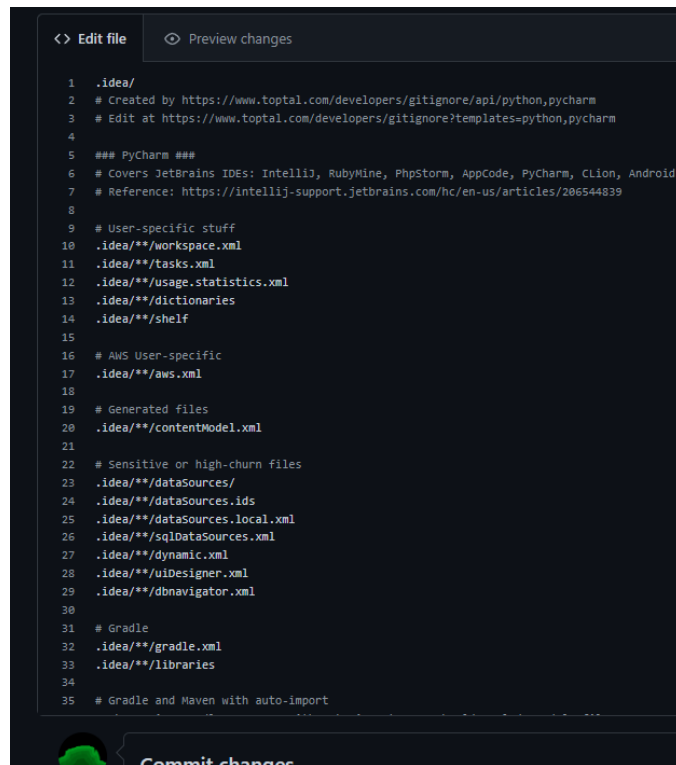 <> Edit file Preview changes
1 .idea/
2 # Created by https://www.toptal.com/developers/gitignore/api/python,pycharm
3 # Edit at https://www.toptal.com/developers/gitignore?templates=python,pycharm
4
5 ### PyCharm ###
6 # Covers JetBrains IDEs: IntelliJ, RubyMine, PhpStorm, AppCode, PyCharm, CLion, Android
7 # Reference: https://intellij-support.jetbrains.com/hc/en-us/articles/206544839
8
9 # User-specific stuff
10 .idea/**/workspace.xml
11 .idea/**/tasks.xml
12 .idea/**/usage.statistics.xml
13 .idea/**/dictionaries
14 .idea/**/shelf
15
16 # AWS User-specific
17 .idea/**/aws.xml
18
19 # Generated files
20 .idea/**/contentModel.xml
21
22 # Sensitive or high-churn files
23 .idea/**/dataSources/
24 .idea/**/dataSources.ids
25 .idea/**/dataSources.local.xml
26 .idea/**/sqlDataSources.xml
27 .idea/**/dynamic.xml
28 .idea/**/uiDesigner.xml
29 .idea/**/dbnavigator.xml
30
31 # Gradle
32 .idea/**/gradle.xml
33 .idea/**/libraries
34
35 # Gradle and Maven with auto-import
Commit changes